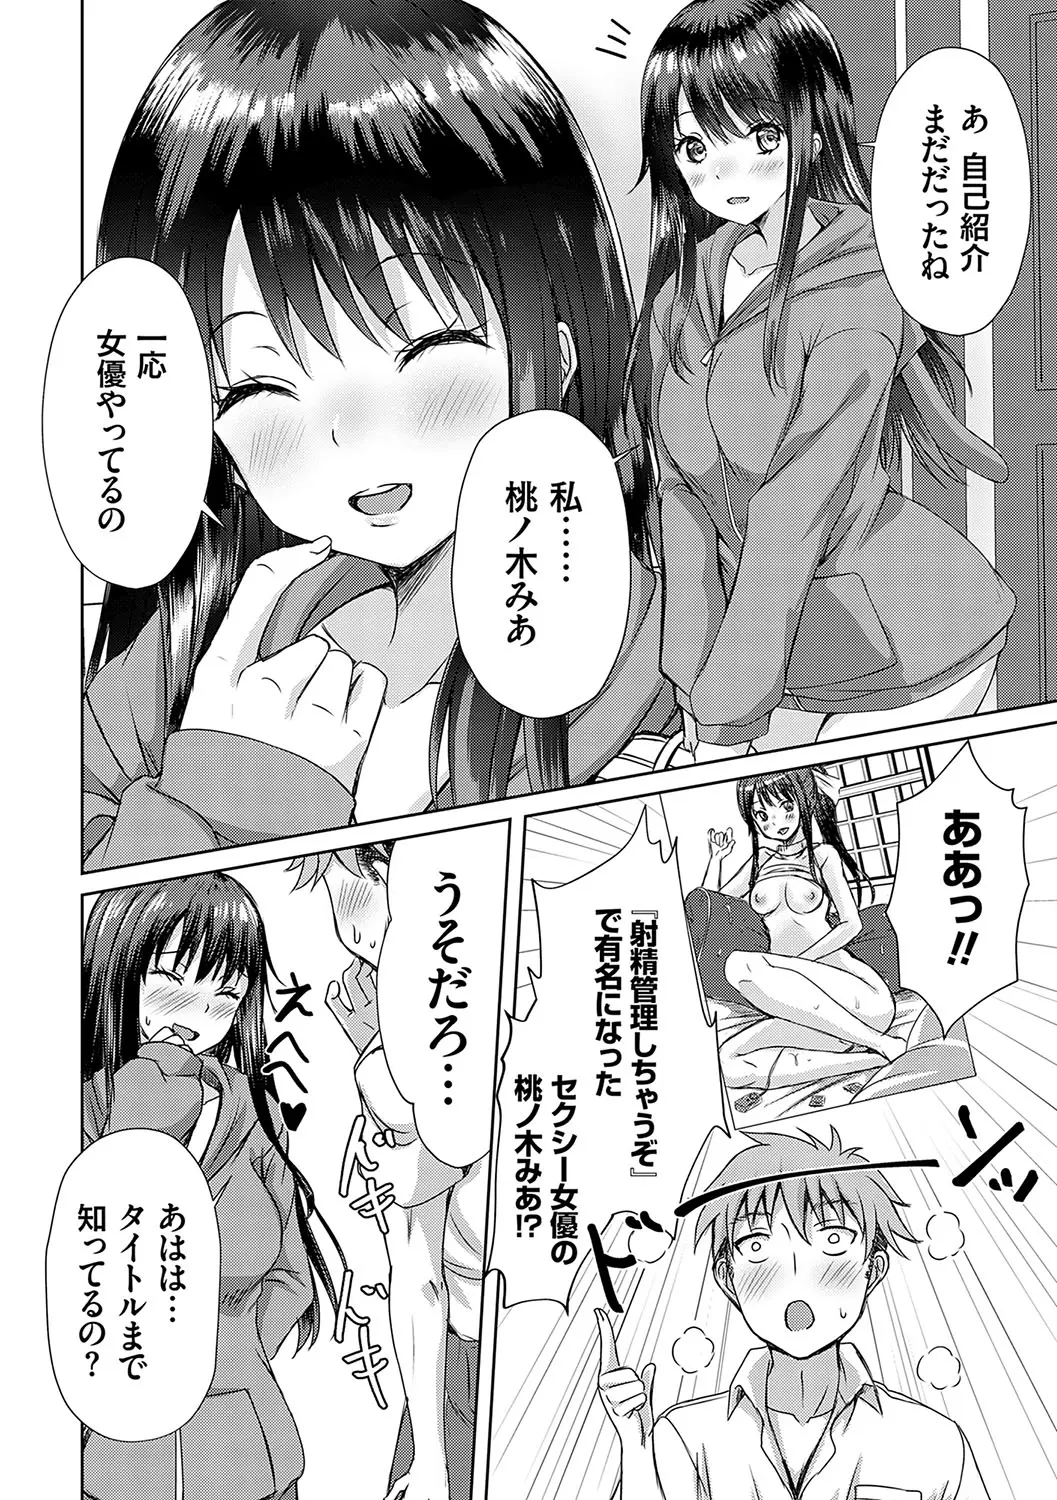 あ 自己紹介
まだだったね
私……
桃ノ木みあ
一応
女優やってるの
ああっ!!
『射精管理しちゃうぞ』
で有名になった
セクシー女優の
桃ノ木みあ!?
ドーンッ
うそだろ…
ドキ
ドキ
えへへ♥
あはは…
タイトルまで
知ってるの？